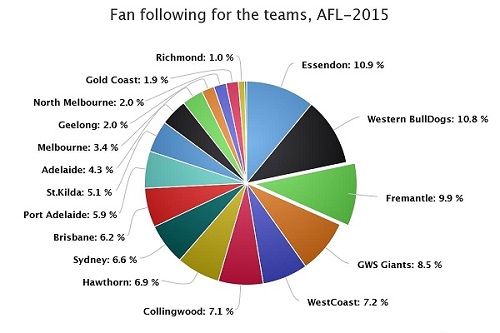 Fan following for the teams, AFL-2015
Richmond: 1.0 %
Essendon: 10.9 %
Gold Coast: 1.9 %
North Melbourne: 2.0 %
Western BullDogs: 10.8 %
Geelong: 2.0 %
Melbourne: 3.4 %
Adelaide: 4.3 %
St.Kilda: 5.1 %
Fremantle: 9.9 %
Port Adelaide: 5.9 %
Brisbane: 6.2 %
Sydney: 6.6 %
GWS Giants: 8.5 %
Hawthorn: 6.9 %
WestCoast: 7.2 %
Collingwood: 7.1 %